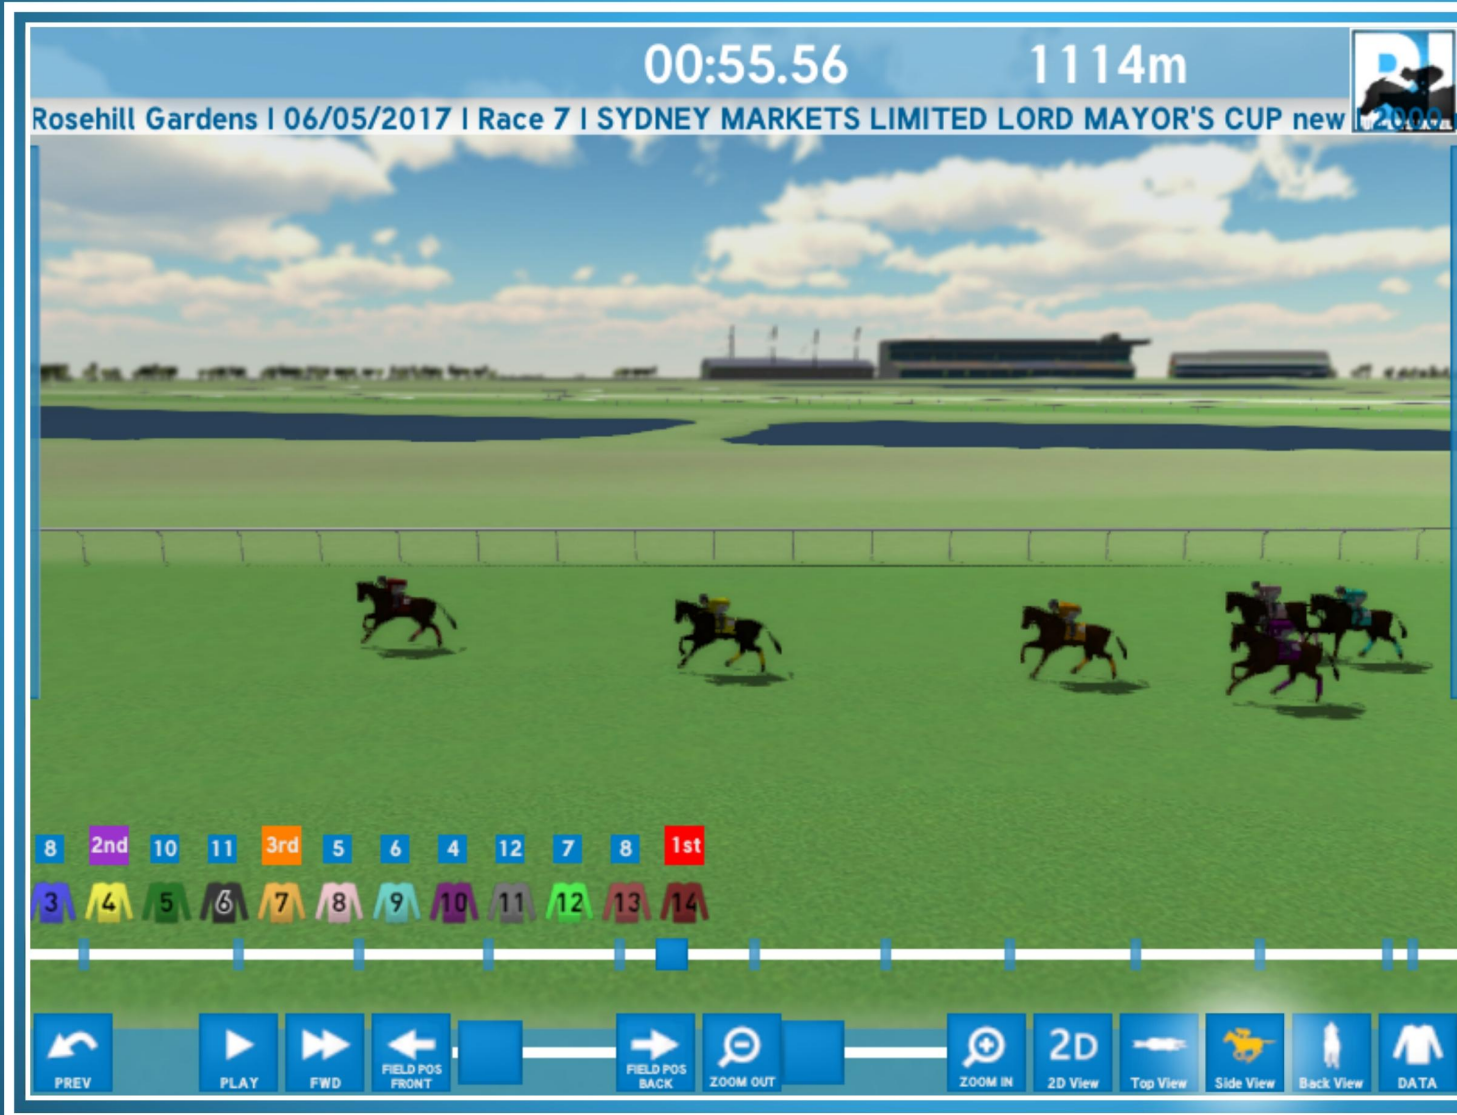 00:55.56 1114m
Rosehill Gardens | 06/05/2017 | Race 7 | SYDNEY MARKETS LIMITED LORD MAYOR'S CUP new | 2000
8 2nd 10 11 3rd 5 6 4 12 7 8 1st
3 4 5 6 7 8 9 10 11 12 13 14
PREV PLAY FWD FIELD POS FRONT FIELD POS BACK ZOOM OUT ZOOM IN 2D 2D View Top View Side View Back View DATA